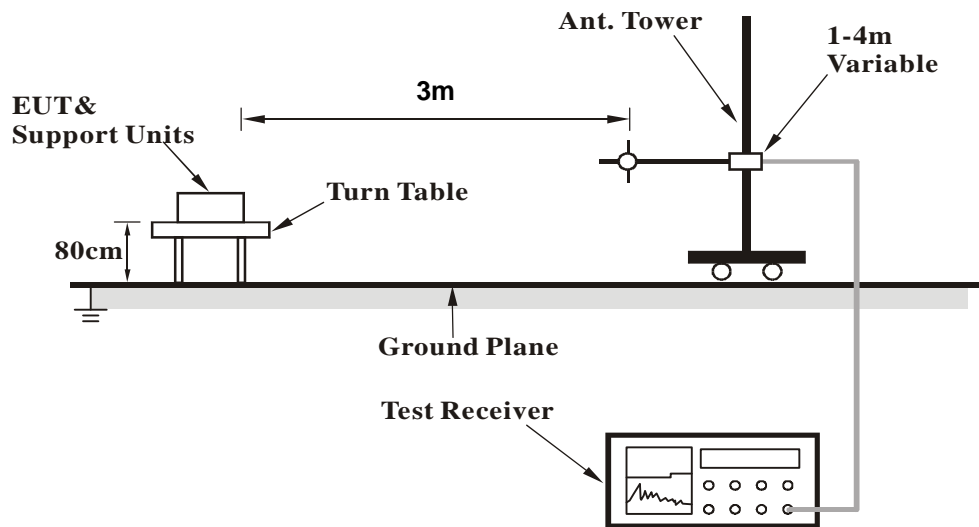 Ant. Tower
1-4m
Variable
3m
EUT&
Support Units
Turn Table
80cm
Ground Plane
Test Receiver